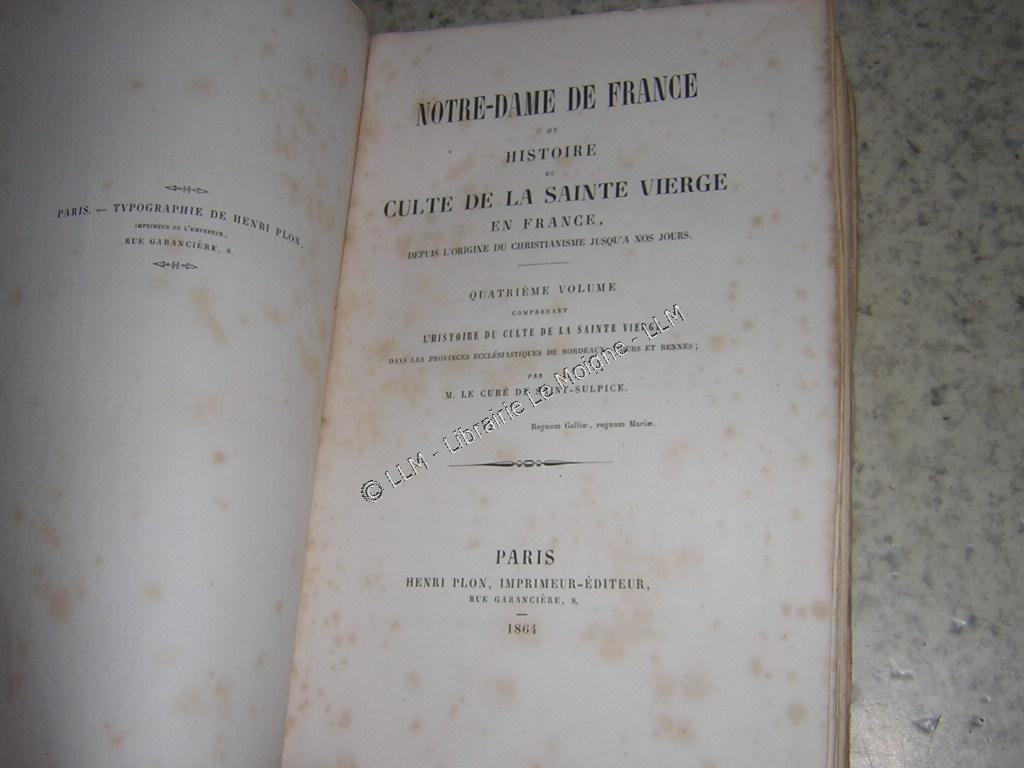 PARIS. — TYPOGRAPHIE DE HENRI PLON,
IMPRIMEUR DE L'EMPEREUR,
RUE GARANCIÈRE, 8.
NOTRE-DAME DE FRANCE
OU
HISTOIRE
DU
CULTE DE LA SAINTE VIERGE
EN FRANCE,
DEPUIS L'ORIGINE DU CHRISTIANISME JUSQU'A NOS JOURS.
QUATRIÈME VOLUME
COMPRENANT
L'HISTOIRE DU CULTE DE LA SAINTE VIERGE
DANS LES PROVINCES ECCLÉSIASTIQUES DE BORDEAUX, TOURS ET RENNES;
PAR
M. LE CURÉ DE SAINT-SULPICE.
Regnum Galliæ, regnum Mariæ.
PARIS
HENRI PLON, IMPRIMEUR-ÉDITEUR,
RUE GARANCIÈRE, 8.
1864
© LLM - Librairie Le Moigne - LLM